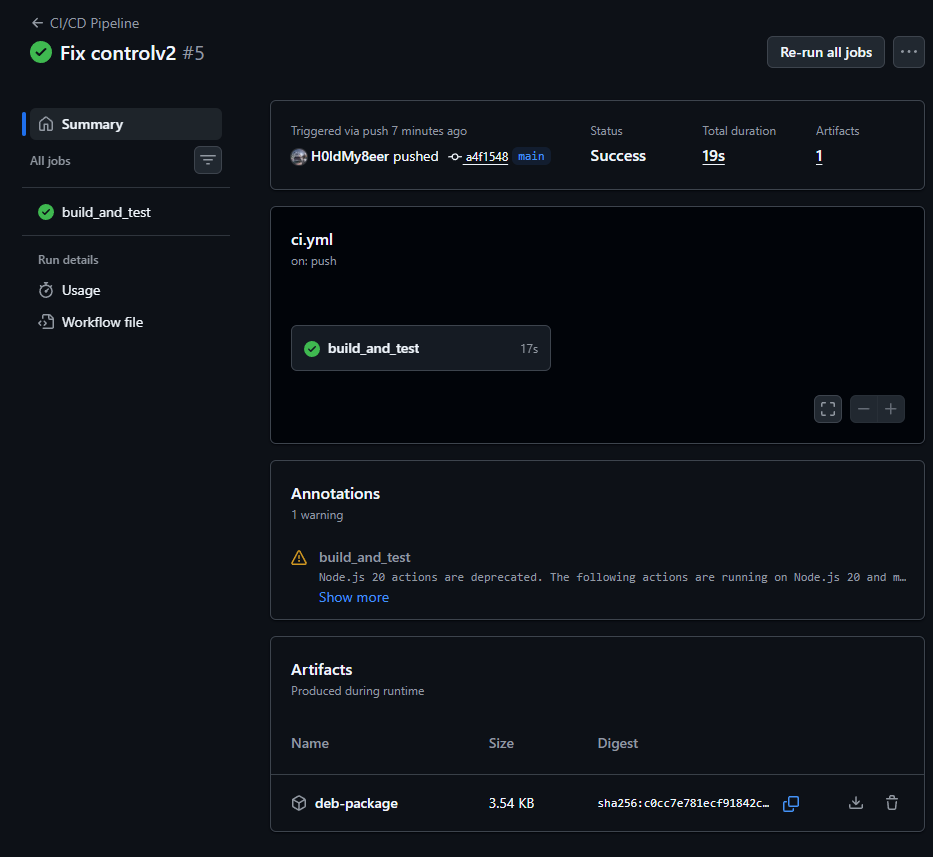 CI/CD Pipeline
Fix controlv2 #5
Re-run all jobs
Summary
All jobs
build_and_test
Run details
Usage
Workflow file
Triggered via push 7 minutes ago
H0ldMy8eer pushed a4f1548 main
Status
Success
Total duration
19s
Artifacts
1
ci.yml
on: push
build_and_test 17s
Annotations
1 warning
build_and_test
Node.js 20 actions are deprecated. The following actions are running on Node.js 20 and m…
Show more
Artifacts
Produced during runtime
Name Size Digest
deb-package 3.54 KB sha256:c0cc7e781ecf91842c…